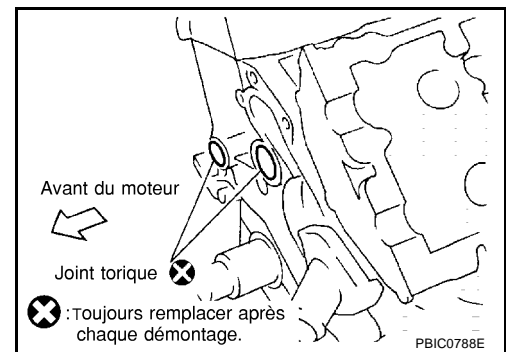 Avant du moteur
Joint torique
:Toujours remplacer après
chaque démontage.
PBIC0788E